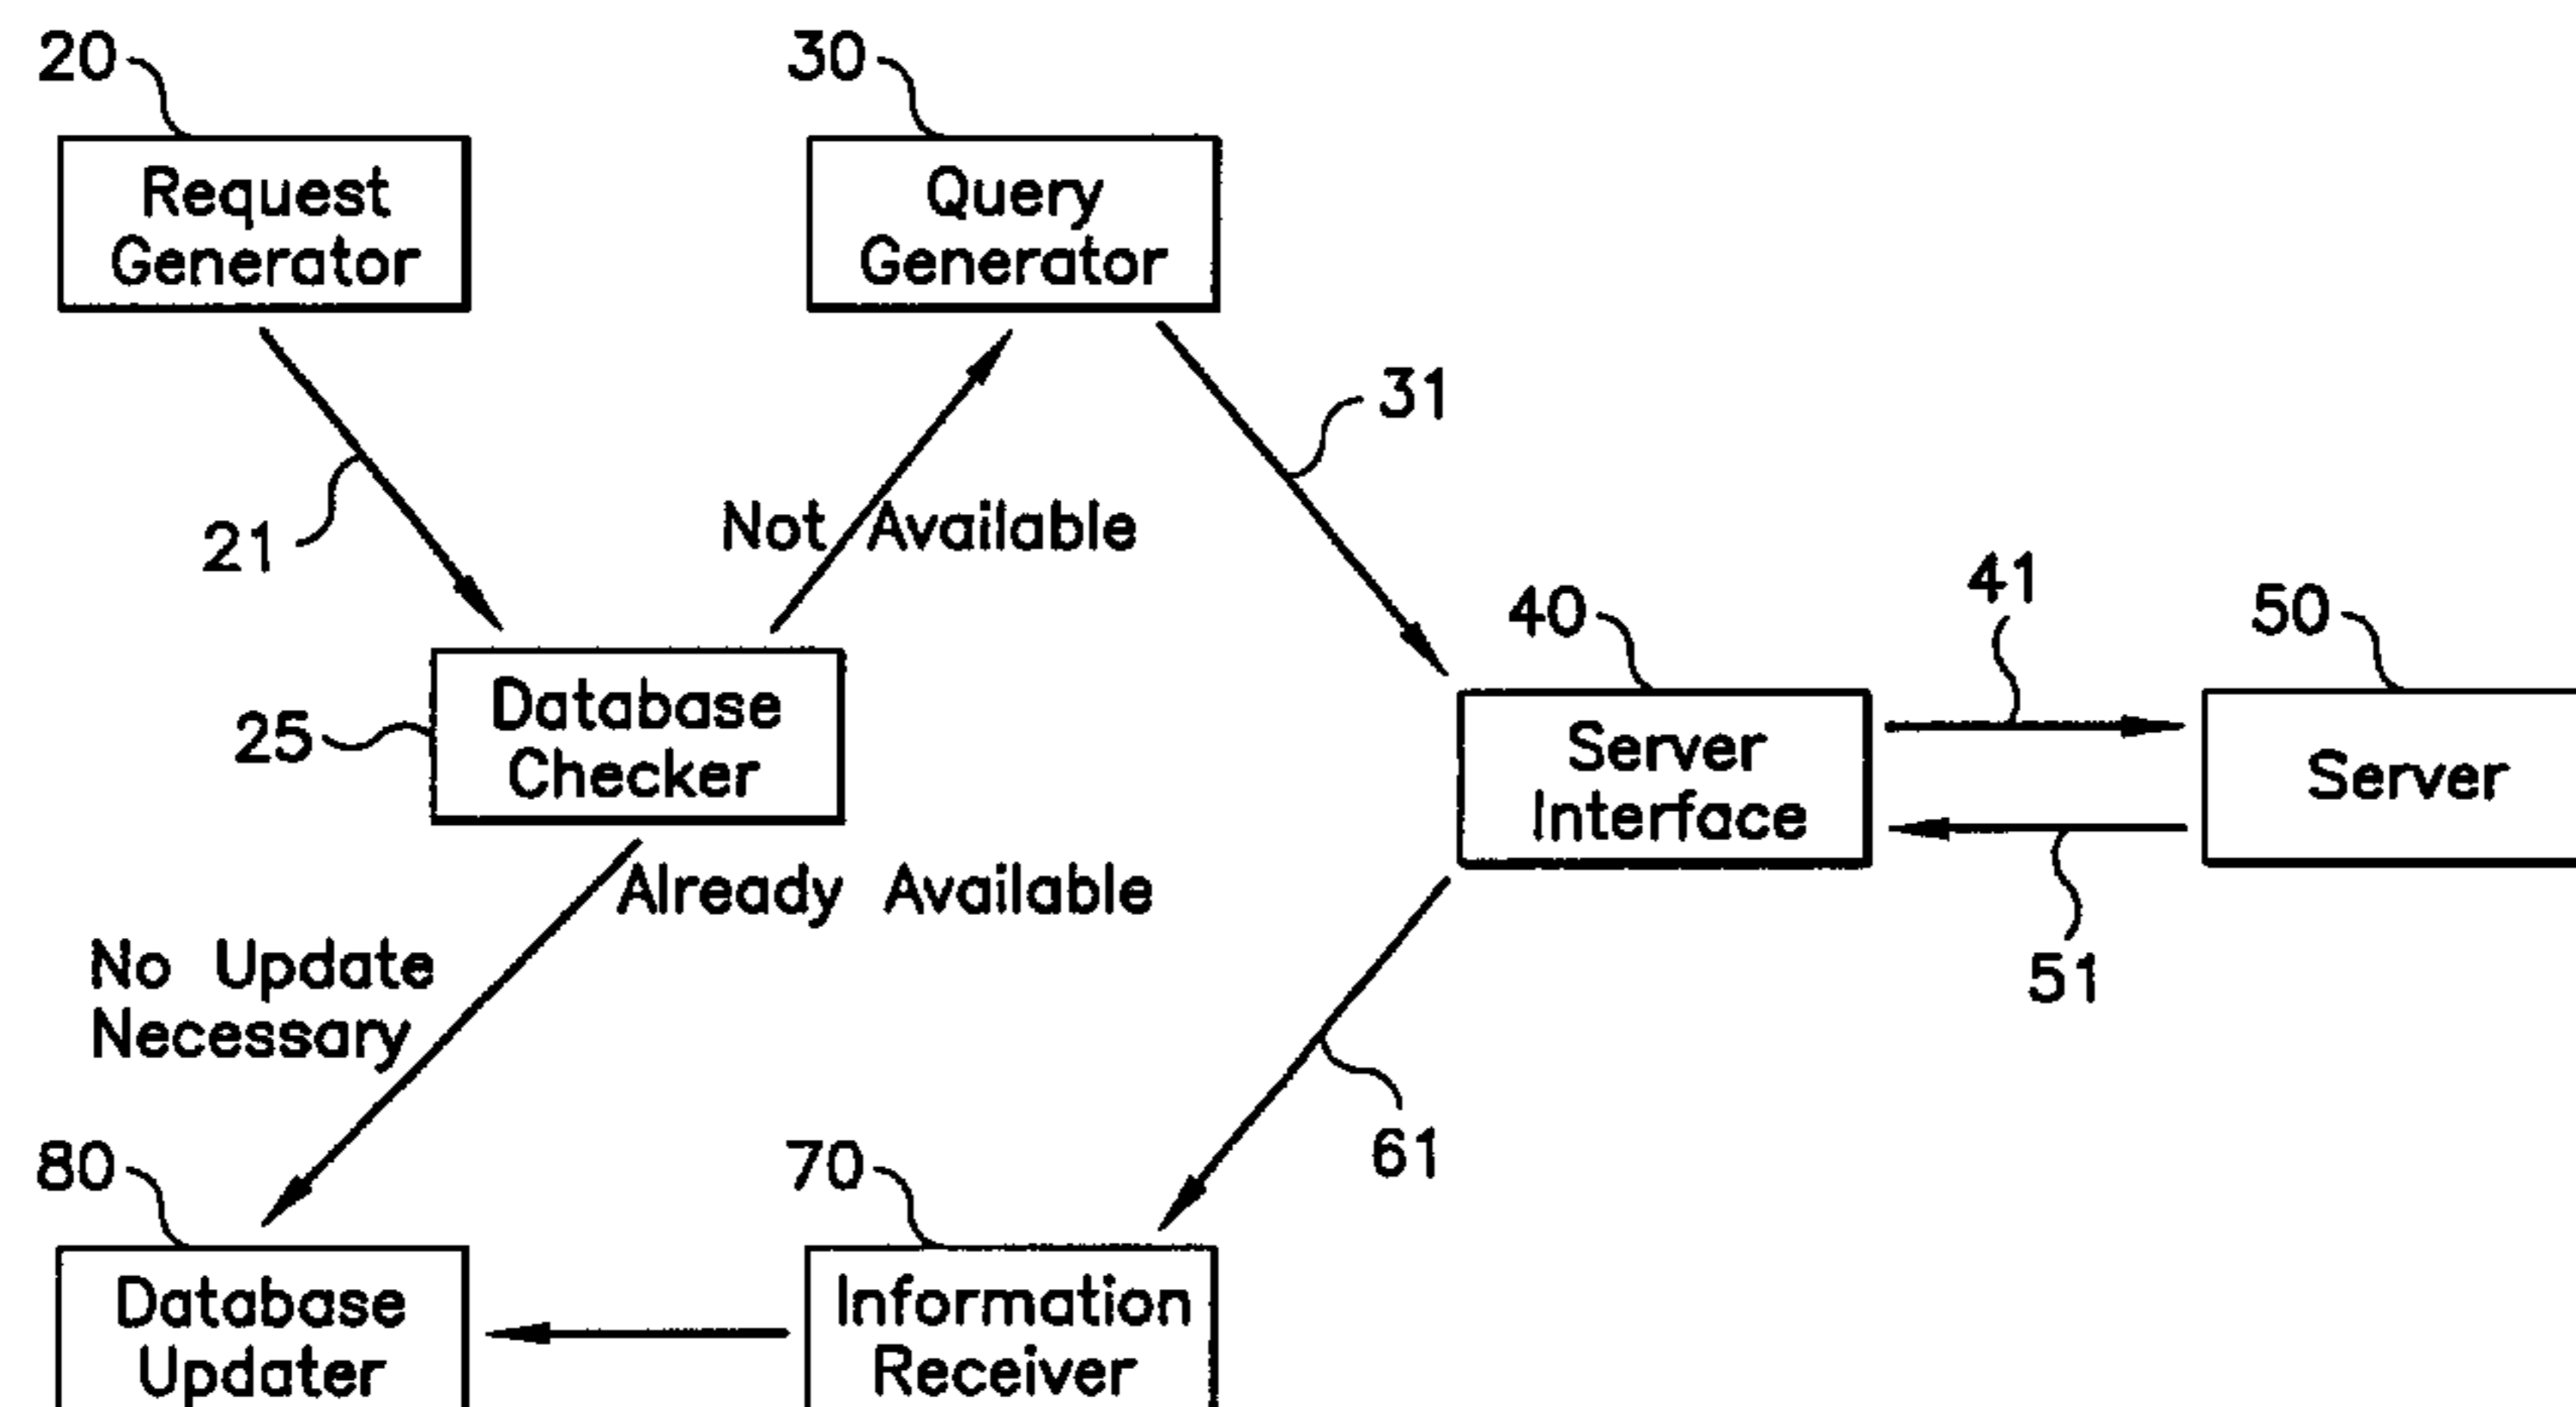 20
30
Request
Generator
Query
Generator
31
21
Not Available
41
40
50
25
Database
Checker
Server
Interface
Server
Already Available
No Update
Necessary
51
61
80
70
Database
Updater
Information
Receiver